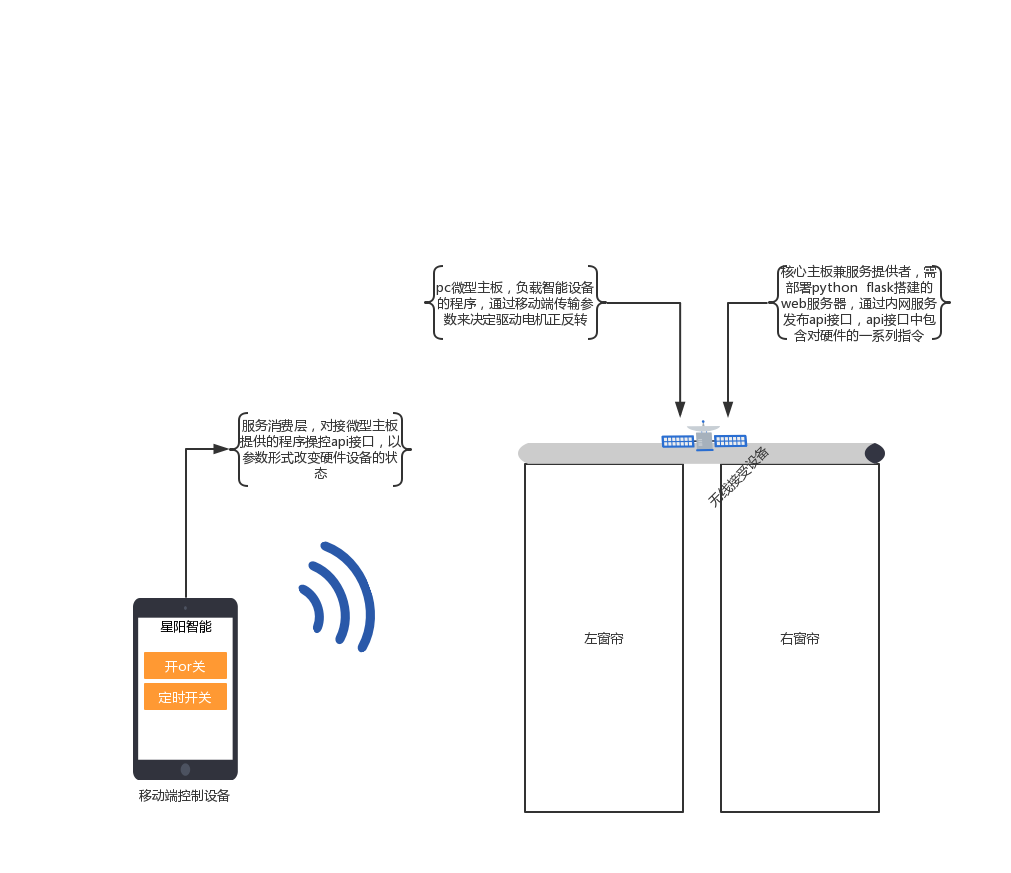 核心主板兼服务提供者，需
部署python flask搭建的
web服务器，通过内网服务
发布api接口，api接口中包
含对硬件的一系列指令
pc微型主板，负载智能设备
的程序，通过移动端传输参
数来决定驱动电机正反转
服务消费层，对接微型主板
提供的程序操控api接口，以
参数形式改变硬件设备的状
态
无线接受设备
星阳智能
开or关
定时开关
移动端控制设备
左窗帘
右窗帘